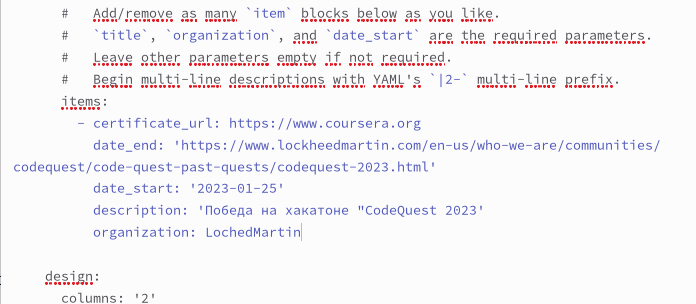 #   Add/remove as many `item` blocks below as you like.
#   `title`, `organization`, and `date_start` are the required parameters.
#   Leave other parameters empty if not required.
#   Begin multi-line descriptions with YAML's `|2-` multi-line prefix.
items:
- certificate_url: https://www.coursera.org
date_end: 'https://www.lockheedmartin.com/en-us/who-we-are/communities/
codequest/code-quest-past-quests/codequest-2023.html'
date_start: '2023-01-25'
description: 'Победа на хакатоне "CodeQuest 2023'
organization: LochedMartin
design:
columns: '2'